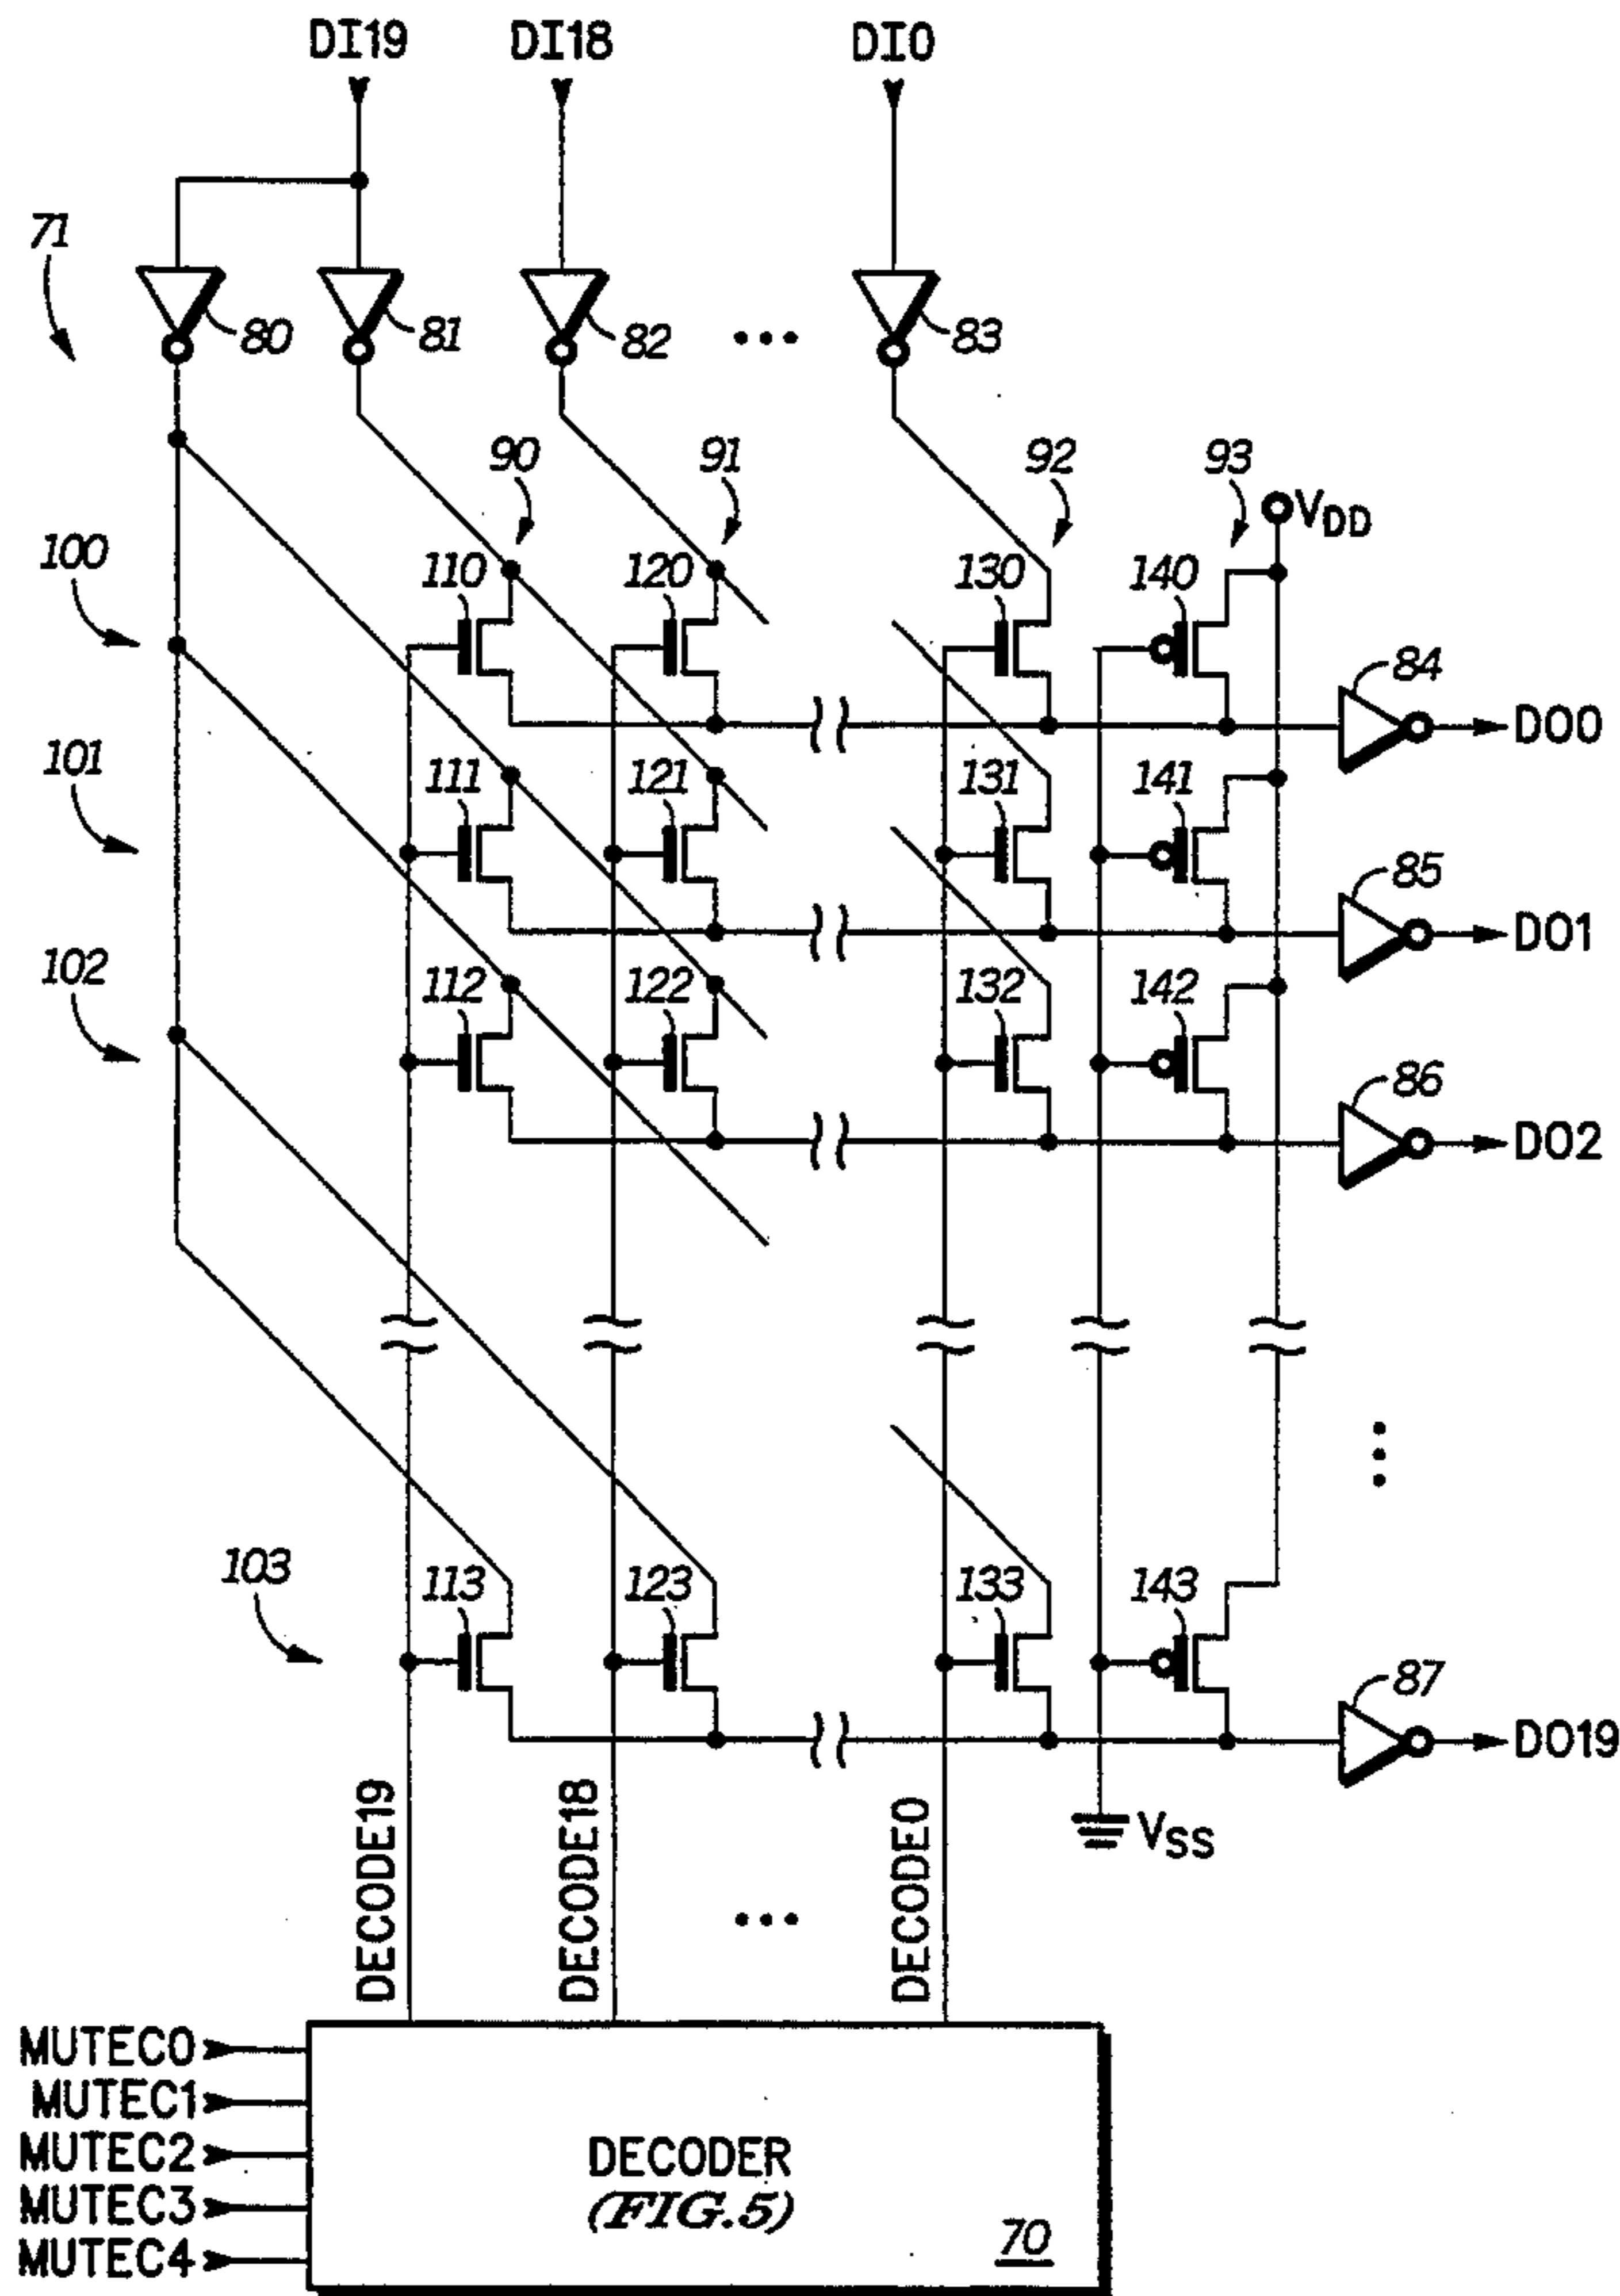 DI19 DI18 DI0
71
80 81 82 ... 83
90 91 92 93
VDD
100 110 120 130 140
84
DO0
101 111 121 131 141
85
DO1
102 112 122 132 142
86
DO2
103 113 123 133 143
87
DO19
DECODE19 DECODE18 ... DECODE0
VSS
MUTEC0
MUTEC1
MUTEC2
MUTEC3
MUTEC4
DECODER
(FIG.5)
70